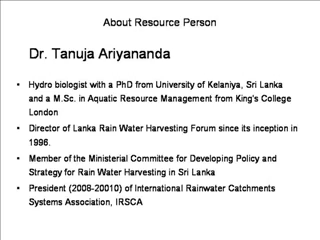 About Resource Person
Dr. Tanuja Ariyananda
• Hydro biologist with a PhD from University of Kelaniya, Sri Lanka
and a M.Sc. in Aquatic Resource Management from King's College
London
• Director of Lanka Rain Water Harvesting Forum since its inception in
1996.
• Member of the Ministerial Committee for Developing Policy and
Strategy for Rain Water Harvesting in Sri Lanka
• President (2008-20010) of International Rainwater Catchments
Systems Association, IRSCA